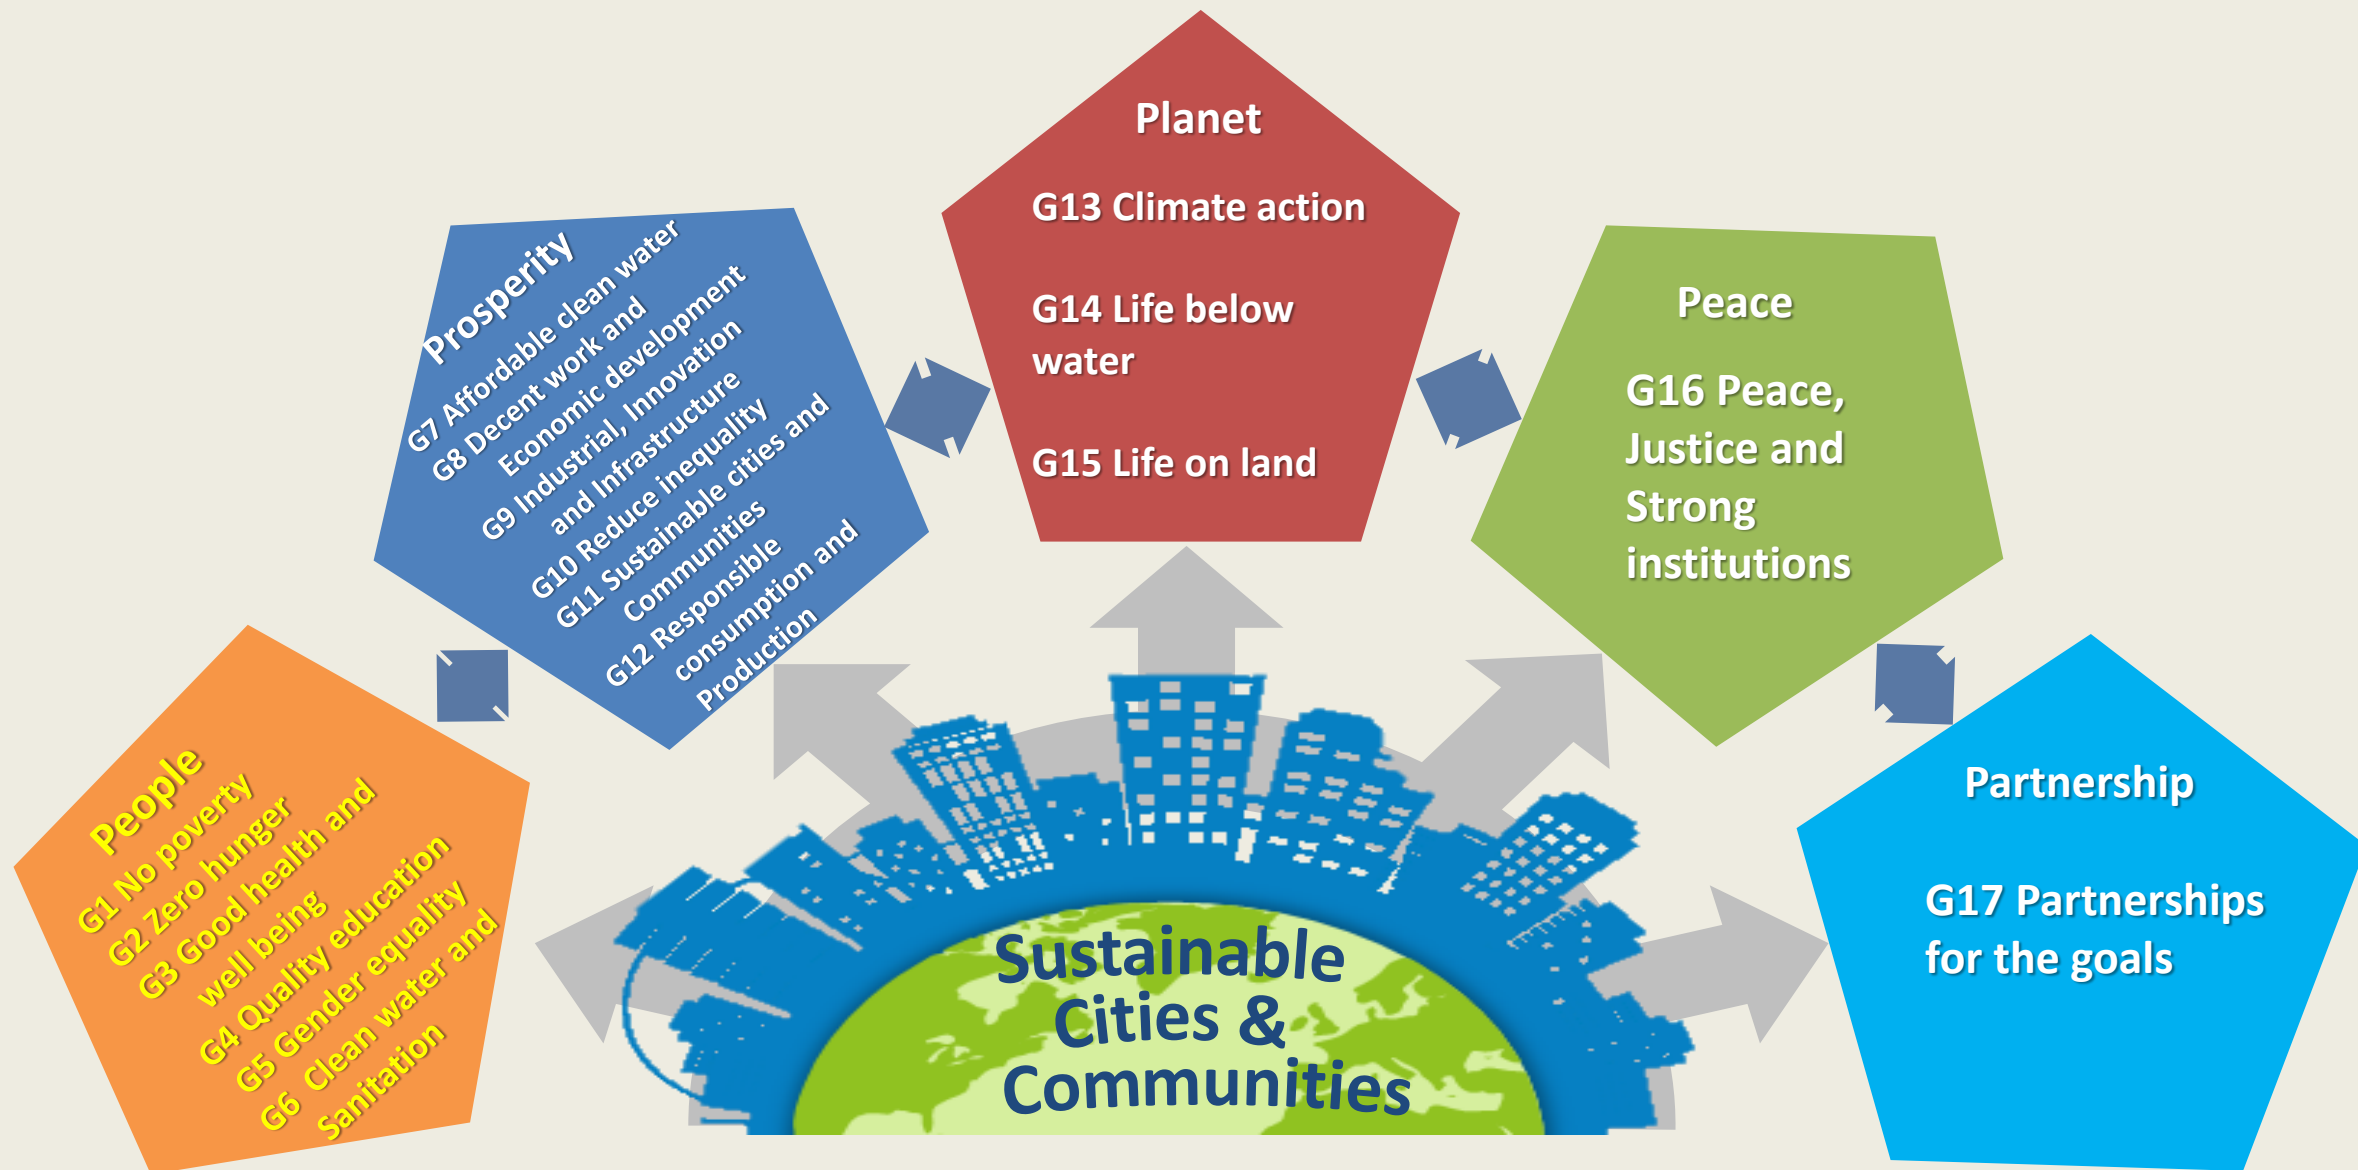 People
G1 No poverty
G2 Zero hunger
G3 Good health and
well being
G4 Quality education
G5 Gender equality
G6 Clean water and
Sanitation
Prosperity
G7 Affordable clean water
G8 Decent work and
Economic development
G9 Industrial, Innovation
and Infrastructure
G10 Reduce inequality
G11 Sustainable cities and
Communities
G12 Responsible
consumption and
Production
Planet
G13 Climate action
G14 Life below
water
G15 Life on land
Peace
G16 Peace,
Justice and
Strong
institutions
Partnership
G17 Partnerships
for the goals
Sustainable
Cities &
Communities